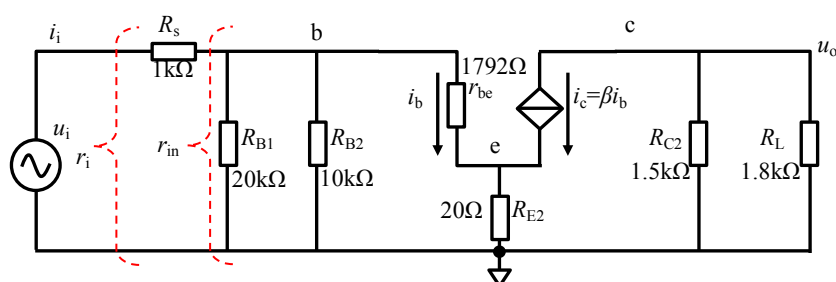 i_i
R_s
1kΩ
b
c
u_o
1792Ω
r_be
i_b
i_c=βi_b
u_i
r_i
r_in
R_B1
20kΩ
R_B2
10kΩ
e
20Ω
R_E2
R_C2
1.5kΩ
R_L
1.8kΩ